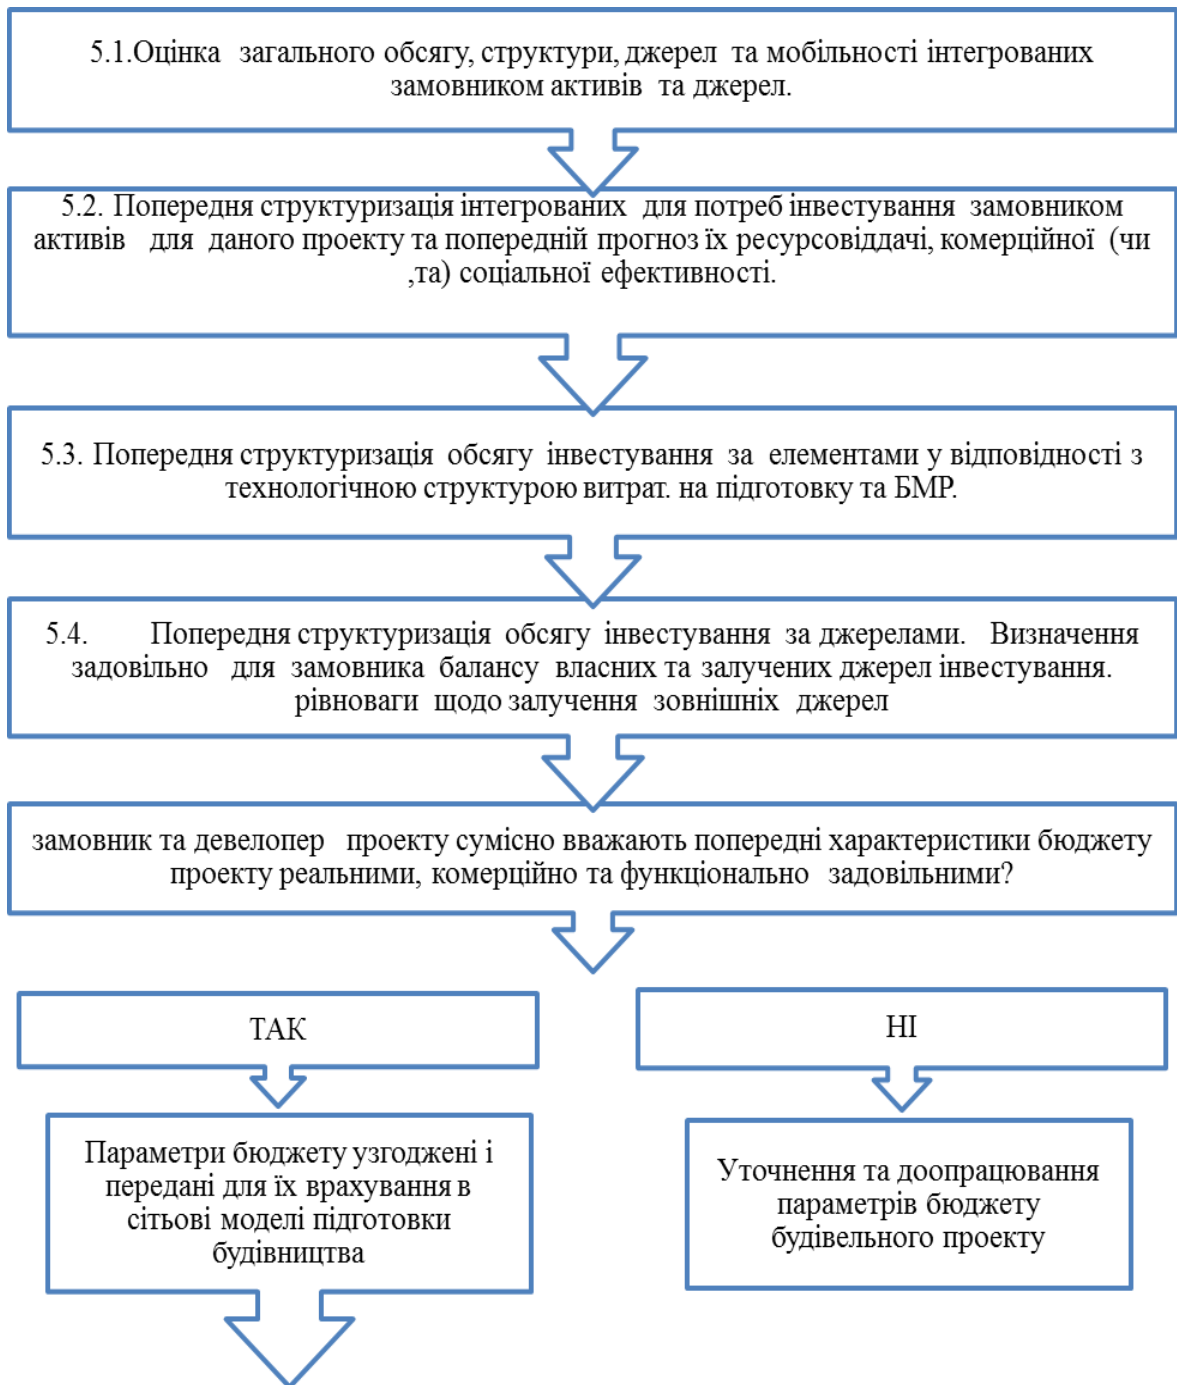 5.1.Оцінка загального обсягу, структури, джерел та мобільності інтегрованих
замовником активів та джерел.
5.2. Попередня структуризація інтегрованих для потреб інвестування замовником
активів для даного проекту та попередній прогноз їх ресурсовіддачі, комерційної (чи
,та) соціальної ефективності.
5.3. Попередня структуризація обсягу інвестування за елементами у відповідності з
технологічною структурою витрат. на підготовку та БМР.
5.4. Попередня структуризація обсягу інвестування за джерелами. Визначення
задовільно для замовника балансу власних та залучених джерел інвестування.
рівноваги щодо залучення зовнішніх джерел
замовник та девелопер проекту сумісно вважають попередні характеристики бюджету
проекту реальними, комерційно та функціонально задовільними?
ТАК
НІ
Параметри бюджету узгоджені і
передані для їх врахування в
сітьові моделі підготовки
будівництва
Уточнення та доопрацювання
параметрів бюджету
будівельного проекту